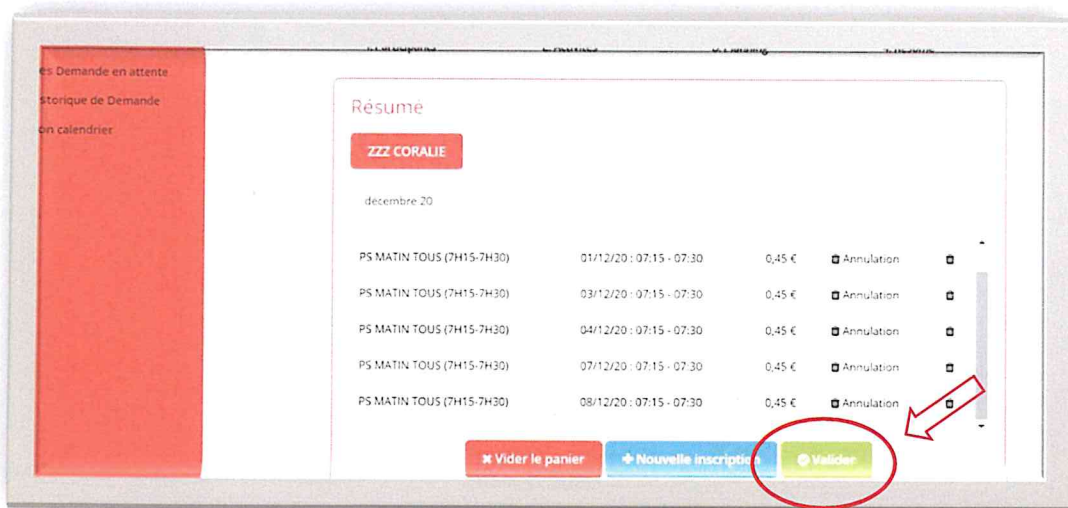 es Demande en attente
storique de Demande
on calendrier
Résumé
ZZZ CORALIE
decembre 20
PS MATIN TOUS (7H15-7H30) 01/12/20 : 07:15 - 07:30 0,45 € Annulation
PS MATIN TOUS (7H15-7H30) 03/12/20 : 07:15 - 07:30 0,45 € Annulation
PS MATIN TOUS (7H15-7H30) 04/12/20 : 07:15 - 07:30 0,45 € Annulation
PS MATIN TOUS (7H15-7H30) 07/12/20 : 07:15 - 07:30 0,45 € Annulation
PS MATIN TOUS (7H15-7H30) 08/12/20 : 07:15 - 07:30 0,45 € Annulation
Vider le panier + Nouvelle inscription Valider